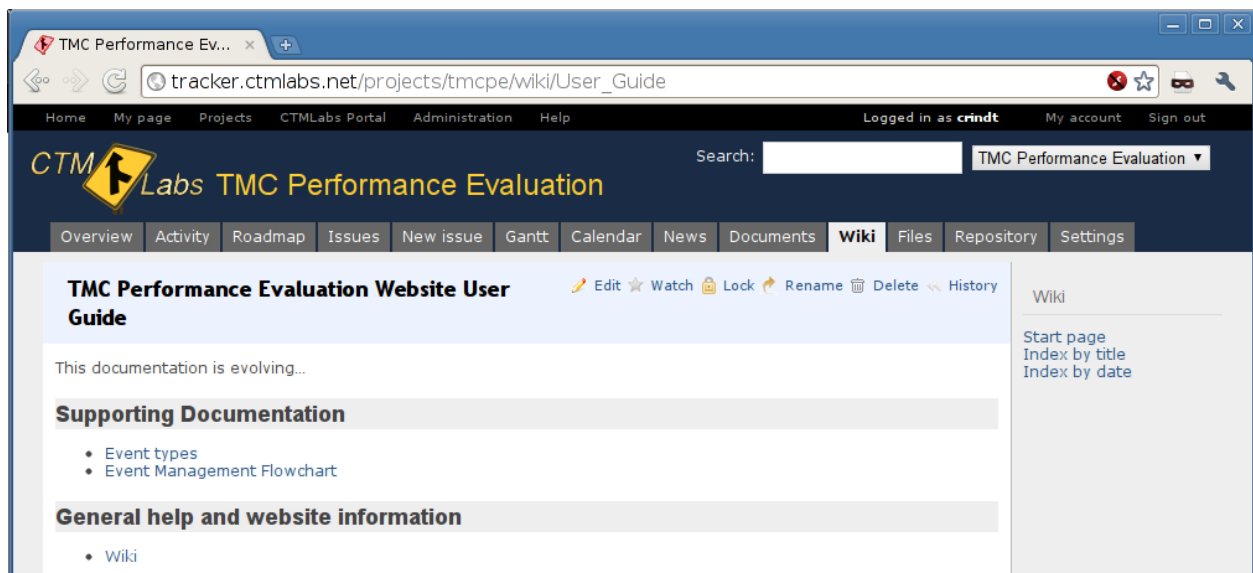 TMC Performance Ev...
tracker.ctmlabs.net/projects/tmcpe/wiki/User_Guide
Home My page Projects CTMLabs Portal Administration Help Logged in as crindt My account Sign out
CTM Labs TMC Performance Evaluation
Search: TMC Performance Evaluation
Overview Activity Roadmap Issues New issue Gantt Calendar News Documents Wiki Files Repository Settings
TMC Performance Evaluation Website User
Guide
Edit Watch Lock Rename Delete History
This documentation is evolving...
Supporting Documentation
• Event types
• Event Management Flowchart
General help and website information
• Wiki
Wiki
Start page
Index by title
Index by date